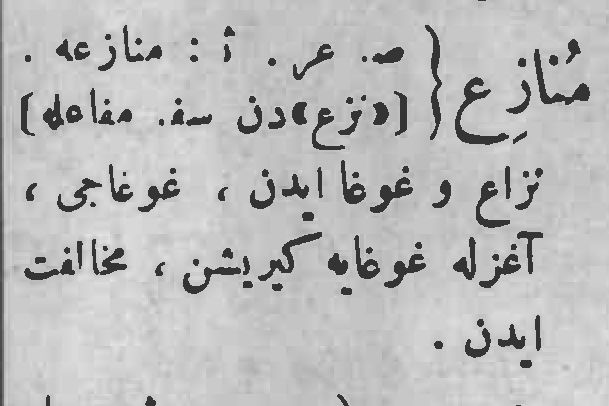 مُنازِع { ص. عر. ث : منازعه .
[«نزع»دن سف. مفاعله]
نزاع و غوغا ایدن ، غوغاجی ،
آغزله غوغایه کیریشن ، مخالفت
ایدن .